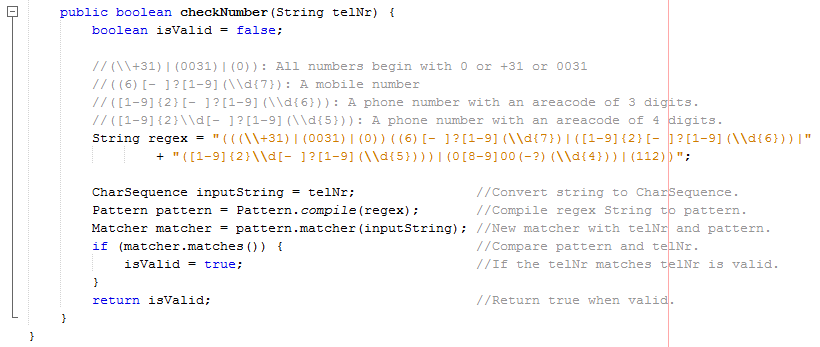 public boolean checkNumber(String telNr) {
boolean isValid = false;
//(\\+31)|(0031)|(0)): All numbers begin with 0 or +31 or 0031
//((6)[- ]?[1-9](\\d{7}): A mobile number
//([1-9]{2}[- ]?[1-9](\\d{6})): A phone number with an areacode of 3 digits.
//([1-9]{2}\\d[- ]?[1-9](\\d{5})): A phone number with an areacode of 4 digits.
String regex = "(((\\+31)|(0031)|(0))((6)[- ]?[1-9](\\d{7})|([1-9]{2}[- ]?[1-9](\\d{6}))|"
+ "([1-9]{2}\\d[- ]?[1-9](\\d{5})))|(0[8-9]00(-?)(\\d{4}))|(112))";
CharSequence inputString = telNr; //Convert string to CharSequence.
Pattern pattern = Pattern.compile(regex); //Compile regex String to pattern.
Matcher matcher = pattern.matcher(inputString); //New matcher with telNr and pattern.
if (matcher.matches()) { //Compare pattern and telNr.
isValid = true; //If the telNr matches telNr is valid.
}
return isValid; //Return true when valid.
}
}